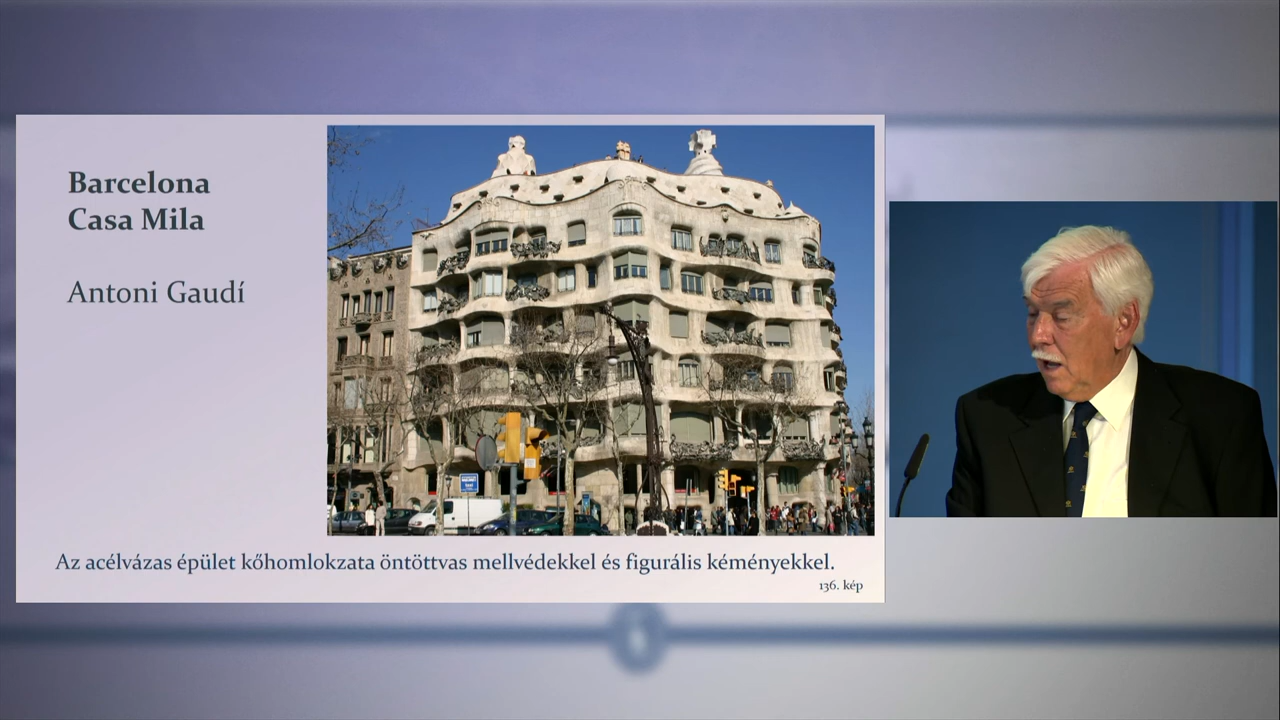 Barcelona
Casa Mila
Antoni Gaudí
Az acélvázas épület kőhomlokzata öntöttvas mellvédekkel és figurális kéményekkel.
136. kép